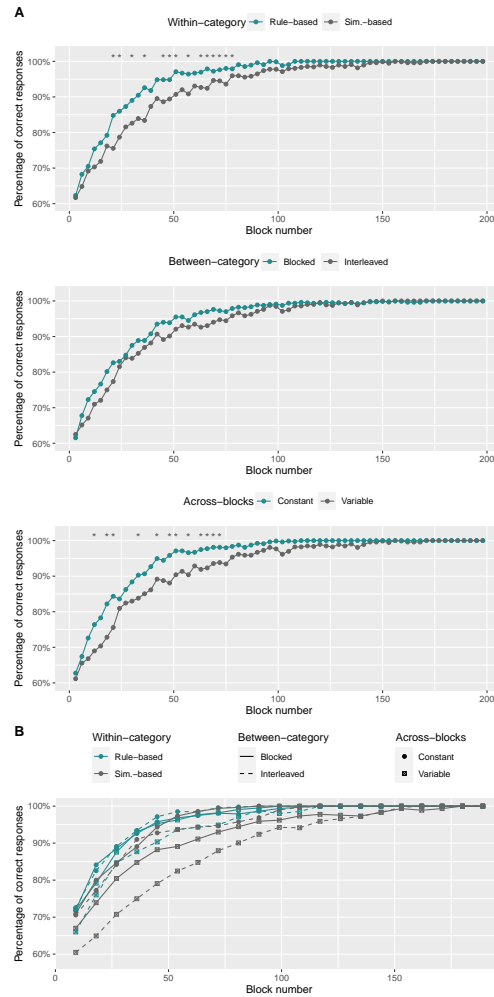 A
Within−category Rule−based Sim.−based
Percentage of correct responses
100%
90%
80%
70%
60%
** * * *** * ***** **
0 50 100 150 200
Block number
Between−category Blocked Interleaved
Percentage of correct responses
100%
90%
80%
70%
60%
0 50 100 150 200
Block number
Across−blocks Constant Variable
Percentage of correct responses
100%
90%
80%
70%
60%
* ** * * ** * ****
0 50 100 150 200
Block number
B
Within−category Between−category Across−blocks
Rule−based Blocked Constant
Sim.−based Interleaved Variable
Percentage of correct responses
100%
90%
80%
70%
60%
0 50 100 150
Block number